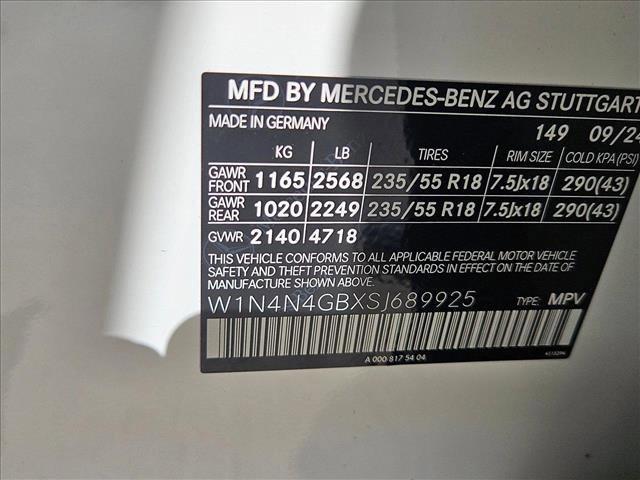 MFD BY MERCEDES-BENZ AG STUTTGART
MADE IN GERMANY 149 09/24
KG LB TIRES RIM SIZE COLD KPA (PSI)
GAWR FRONT 1165 2568 235/55 R18 7.5Jx18 290(43)
GAWR REAR 1020 2249 235/55 R18 7.5Jx18 290(43)
GVWR 2140 4718
THIS VEHICLE CONFORMS TO ALL APPLICABLE FEDERAL MOTOR VEHICLE
SAFETY AND THEFT PREVENTION STANDARDS IN EFFECT ON THE DATE OF
MANUFACTURE SHOWN ABOVE.
W1N4N4GBXSJ689925 TYPE: MPV
A 000 817 54 04